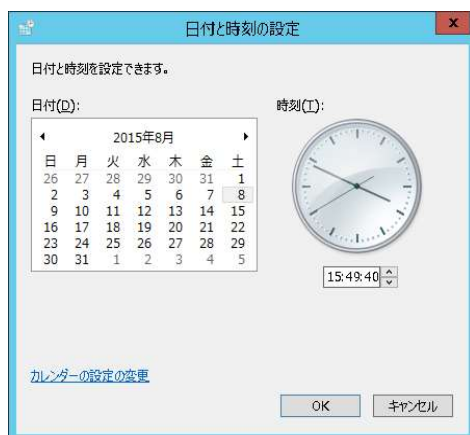 日付と時刻の設定
x
日付と時刻を設定できます。
日付(D):
時刻(T):
2015年8月
日 月 火 水 木 金 土
26 27 28 29 30 31 1
2 3 4 5 6 7 8
9 10 11 12 13 14 15
16 17 18 19 20 21 22
23 24 25 26 27 28 29
30 31 1 2 3 4 5
15:49:40
カレンダーの設定の変更
OK キャンセル